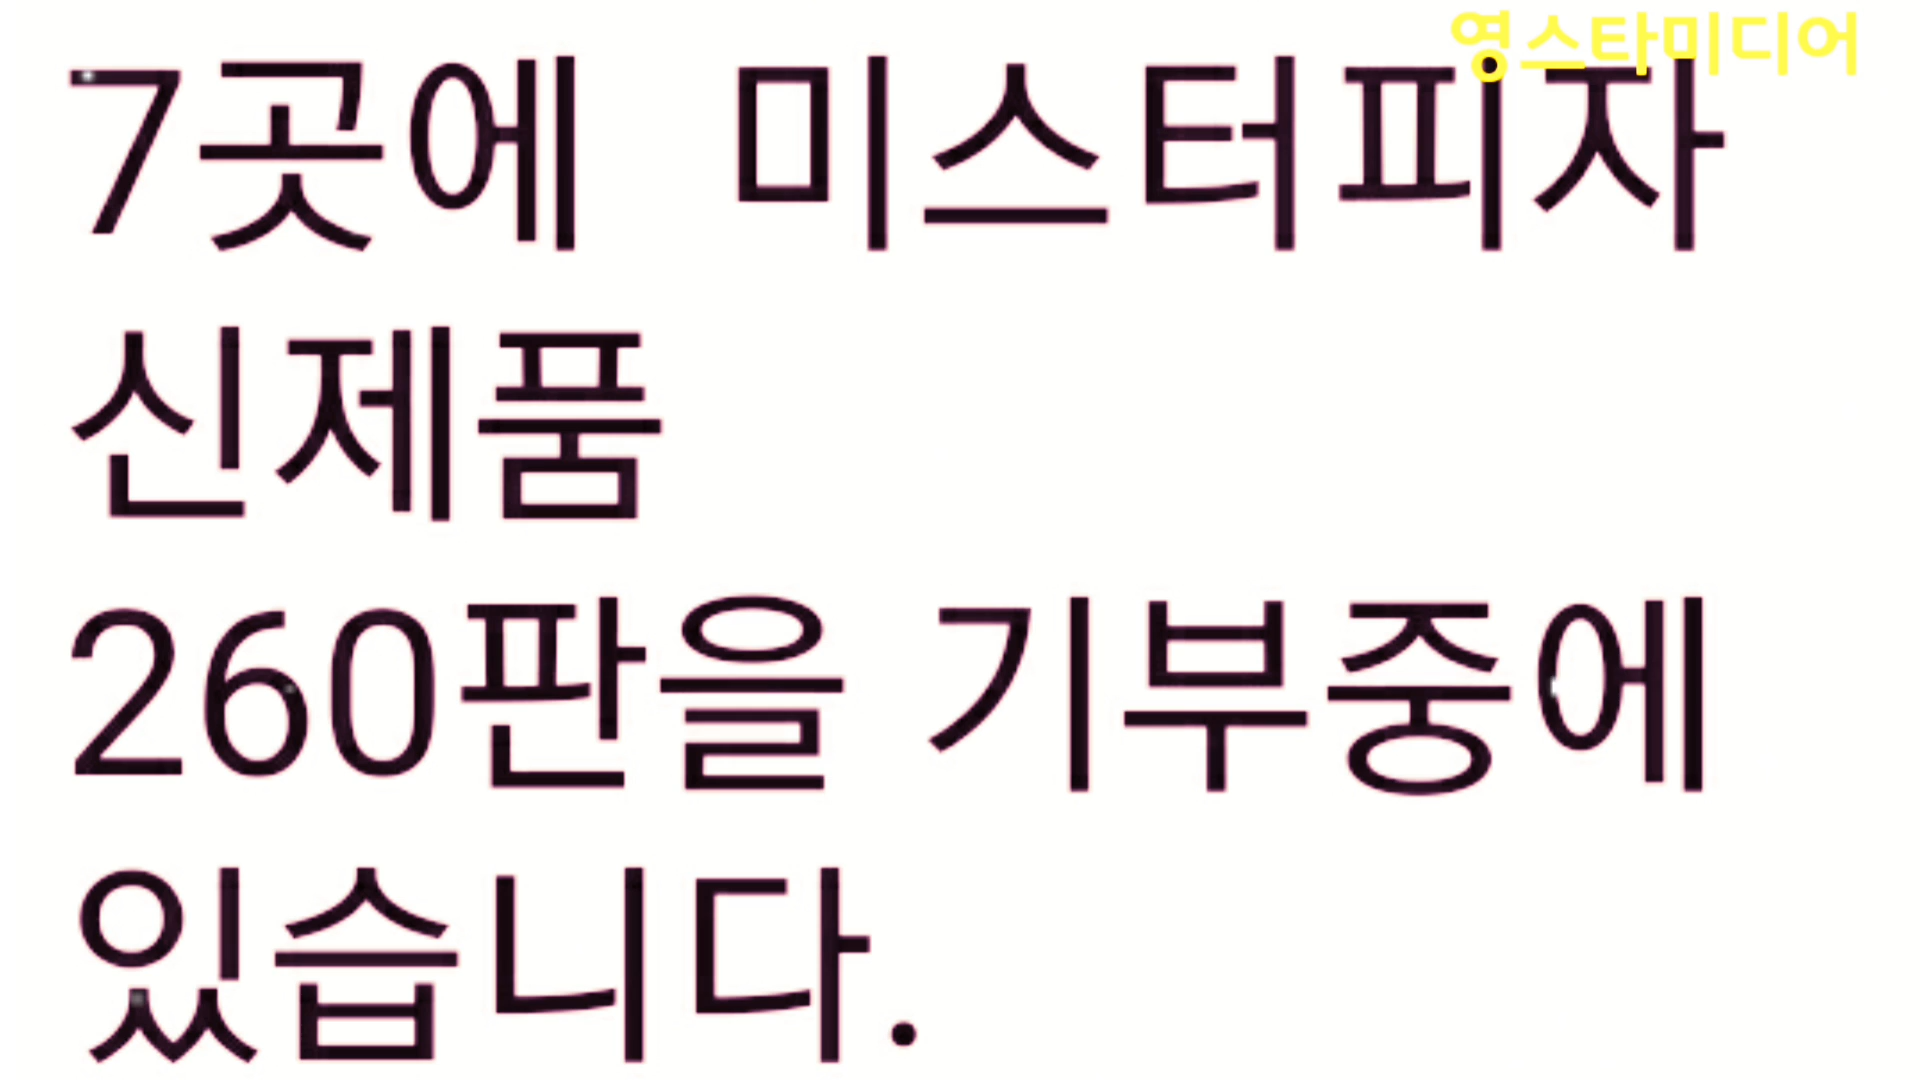 영스타미디어
7곳에 미스터피자
신제품
260판을 기부중에
있습니다.